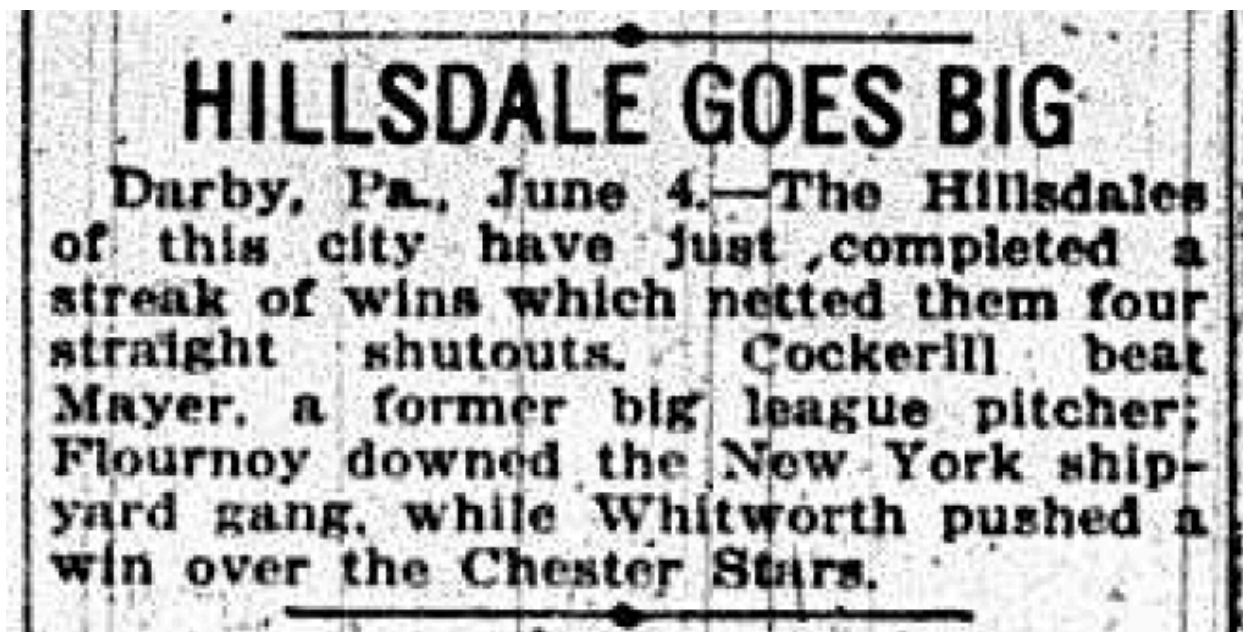 HILLSDALE GOES BIG
Darby, Pa., June 4.—The Hillsdales
of this city have just completed a
streak of wins which netted them four
straight shutouts. Cockerill beat
Mayer, a former big league pitcher;
Flournoy downed the New York ship-
yard gang, while Whitworth pushed a
win over the Chester Stars.